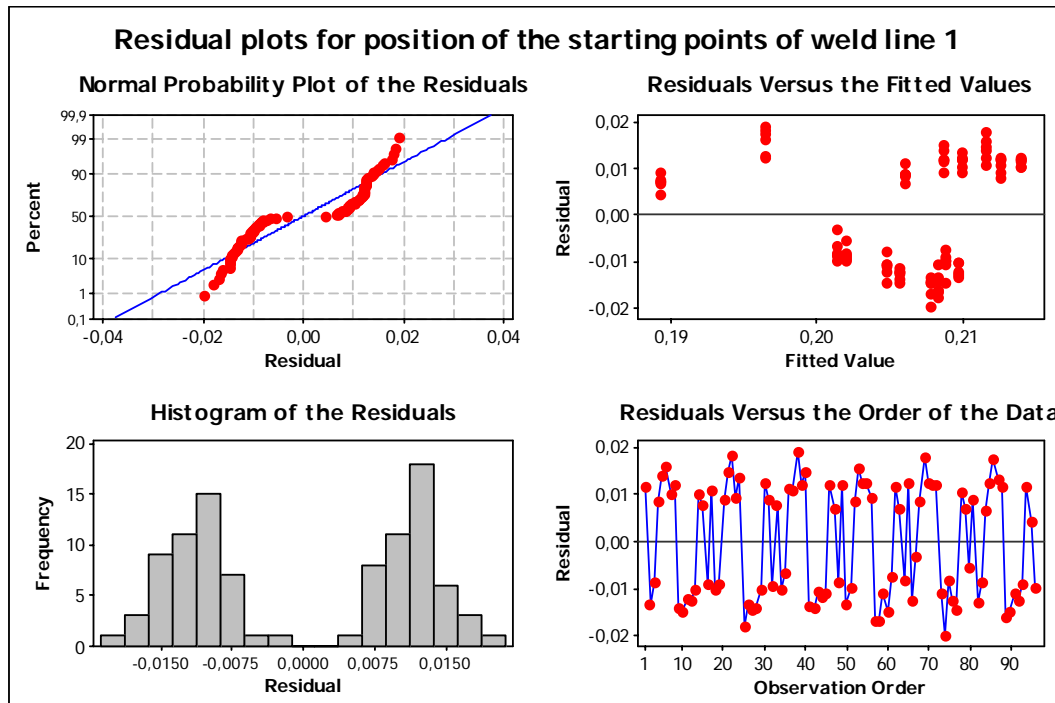 Residual plots for position of the starting points of weld line 1
Normal Probability Plot of the Residuals
99,9
99
90
50
10
1
0,1
Percent
-0,04 -0,02 0,00 0,02 0,04
Residual
Residuals Versus the Fitted Values
0,02
0,01
0,00
-0,01
-0,02
Residual
0,19 0,20 0,21
Fitted Value
Histogram of the Residuals
20
15
10
5
0
Frequency
-0,0150 -0,0075 0,0000 0,0075 0,0150
Residual
Residuals Versus the Order of the Data
0,02
0,01
0,00
-0,01
-0,02
Residual
1 10 20 30 40 50 60 70 80 90
Observation Order